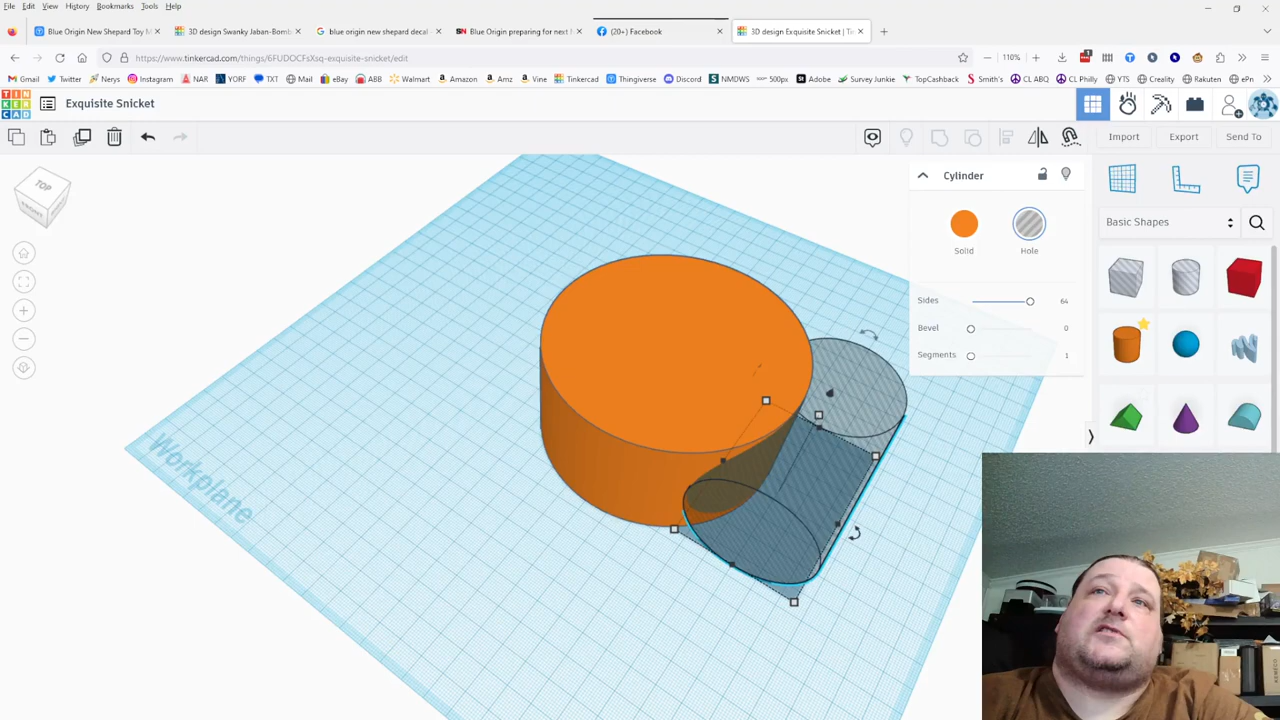 File Edit View History Bookmarks Tools Help
Blue Origin New Shepard Toy M
3D design Swanky Jaban-Bomb
blue origin new shepard decal -
Blue Origin preparing for next f
(20+) Facebook
3D design Exquisite Snicket | Tin
https://www.tinkercad.com/things/6FUDOCFsXsq-exquisite-snicket/edit
110%
Gmail Twitter Nerys Instagram NAR YORF TXT Mail eBay ABB Walmart Amazon Amz Vine Tinkercad Thingiverse Discord NMDWS 500px Adobe Survey Junkie TopCashback Smith's CL ABQ CL Philly YTS Creality Rakuten ePn
TIN
KER
CAD
Exquisite Snicket
Import Export Send To
TOP
FRONT
Cylinder
Solid Hole
Sides 64
Bevel 0
Segments 1
Basic Shapes
Workplane